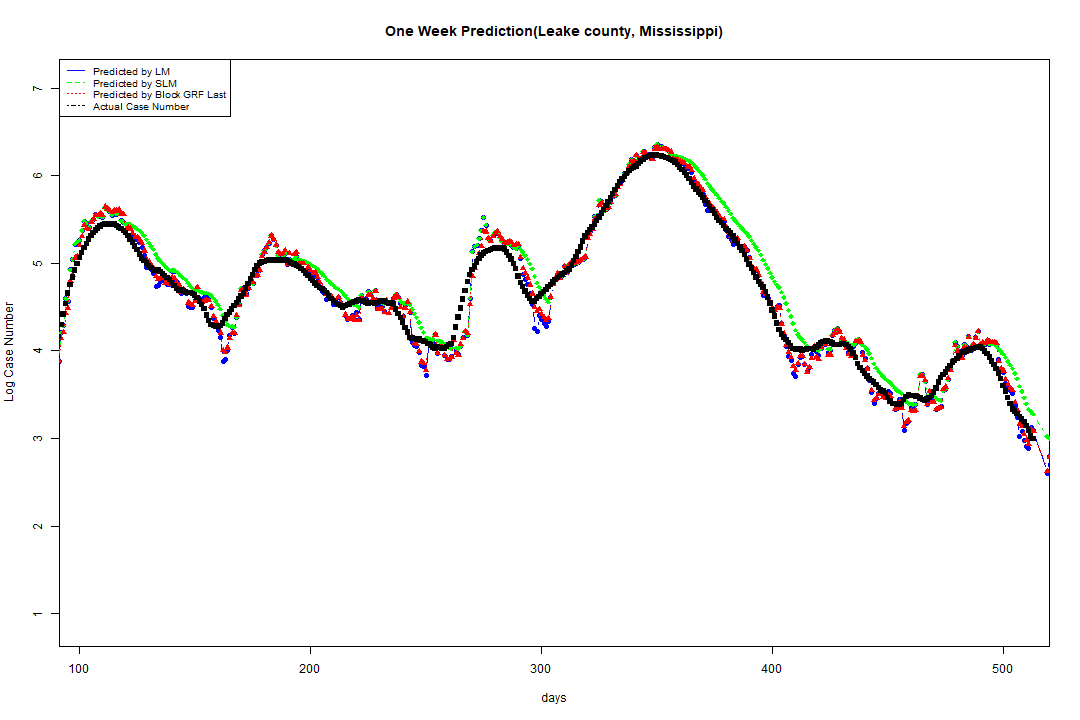 One Week Prediction(Leake county, Mississippi)
Predicted by LM
Predicted by SLM
Predicted by Block GRF Last
Actual Case Number
7
6
5
4
3
2
1
Log Case Number
100 200 300 400 500
days